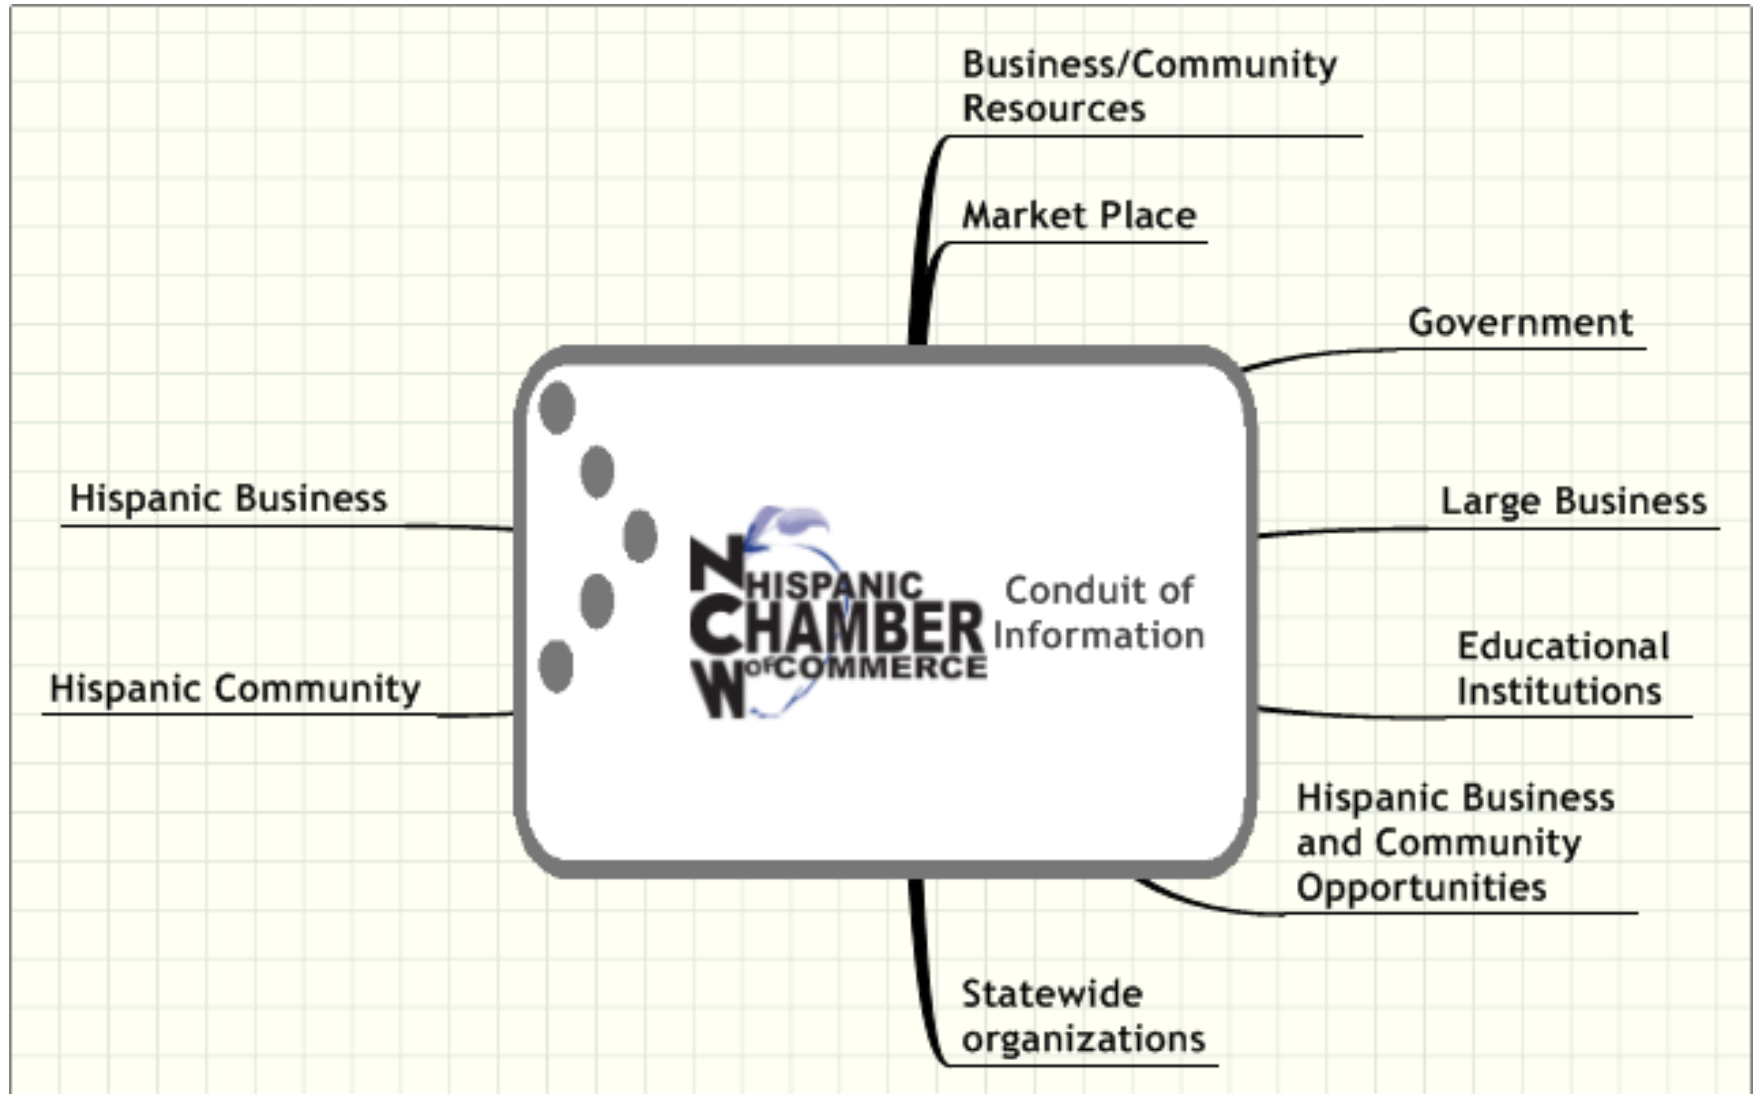 Business/Community
Resources
Market Place
Government
Hispanic Business
Large Business
NCW
HISPANIC
CHAMBER
OF COMMERCE
Conduit of
Information
Educational
Institutions
Hispanic Community
Hispanic Business
and Community
Opportunities
Statewide
organizations